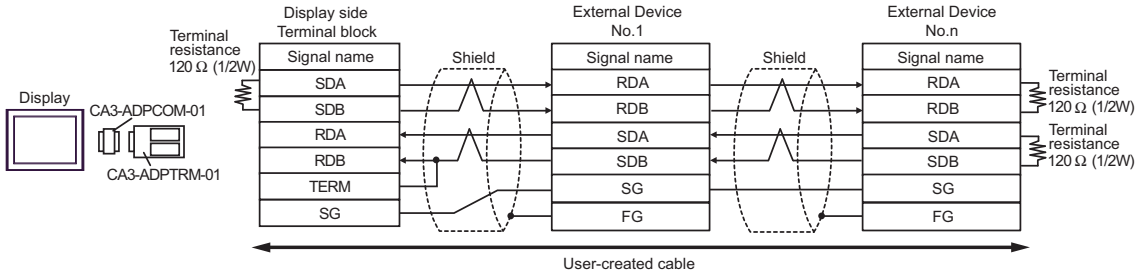 Display side
Terminal block
External Device
No.1
External Device
No.n
Terminal
resistance
120 Ω (1/2W)
Signal name
Shield
Signal name
Shield
Signal name
SDA
RDA
RDA
Terminal
resistance
120 Ω (1/2W)
SDB
RDB
RDB
Display
CA3-ADPCOM-01
CA3-ADPTRM-01
RDA
SDA
SDA
Terminal
resistance
120 Ω (1/2W)
RDB
SDB
SDB
TERM
SG
SG
SG
FG
FG
User-created cable